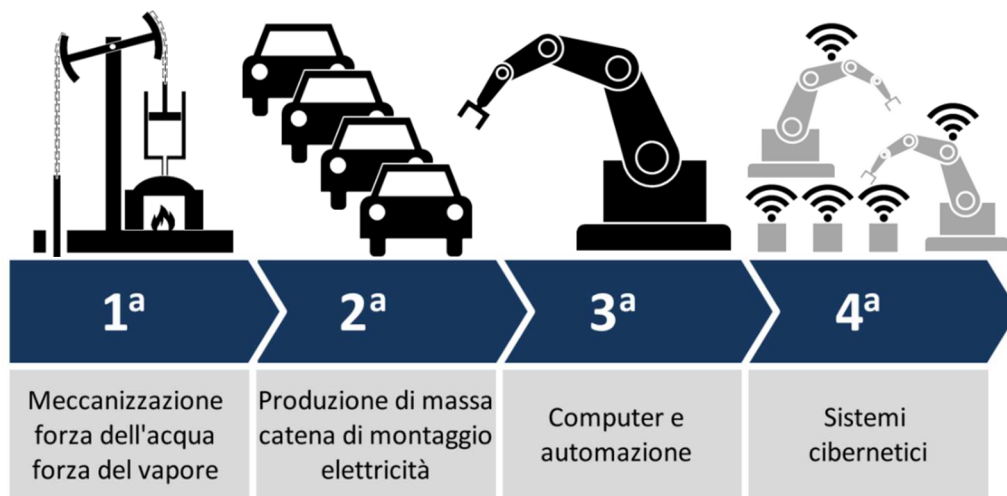 1ª
2ª
3ª
4ª
Meccanizzazione
forza dell'acqua
forza del vapore
Produzione di massa
catena di montaggio
elettricità
Computer e
automazione
Sistemi
cibernetici